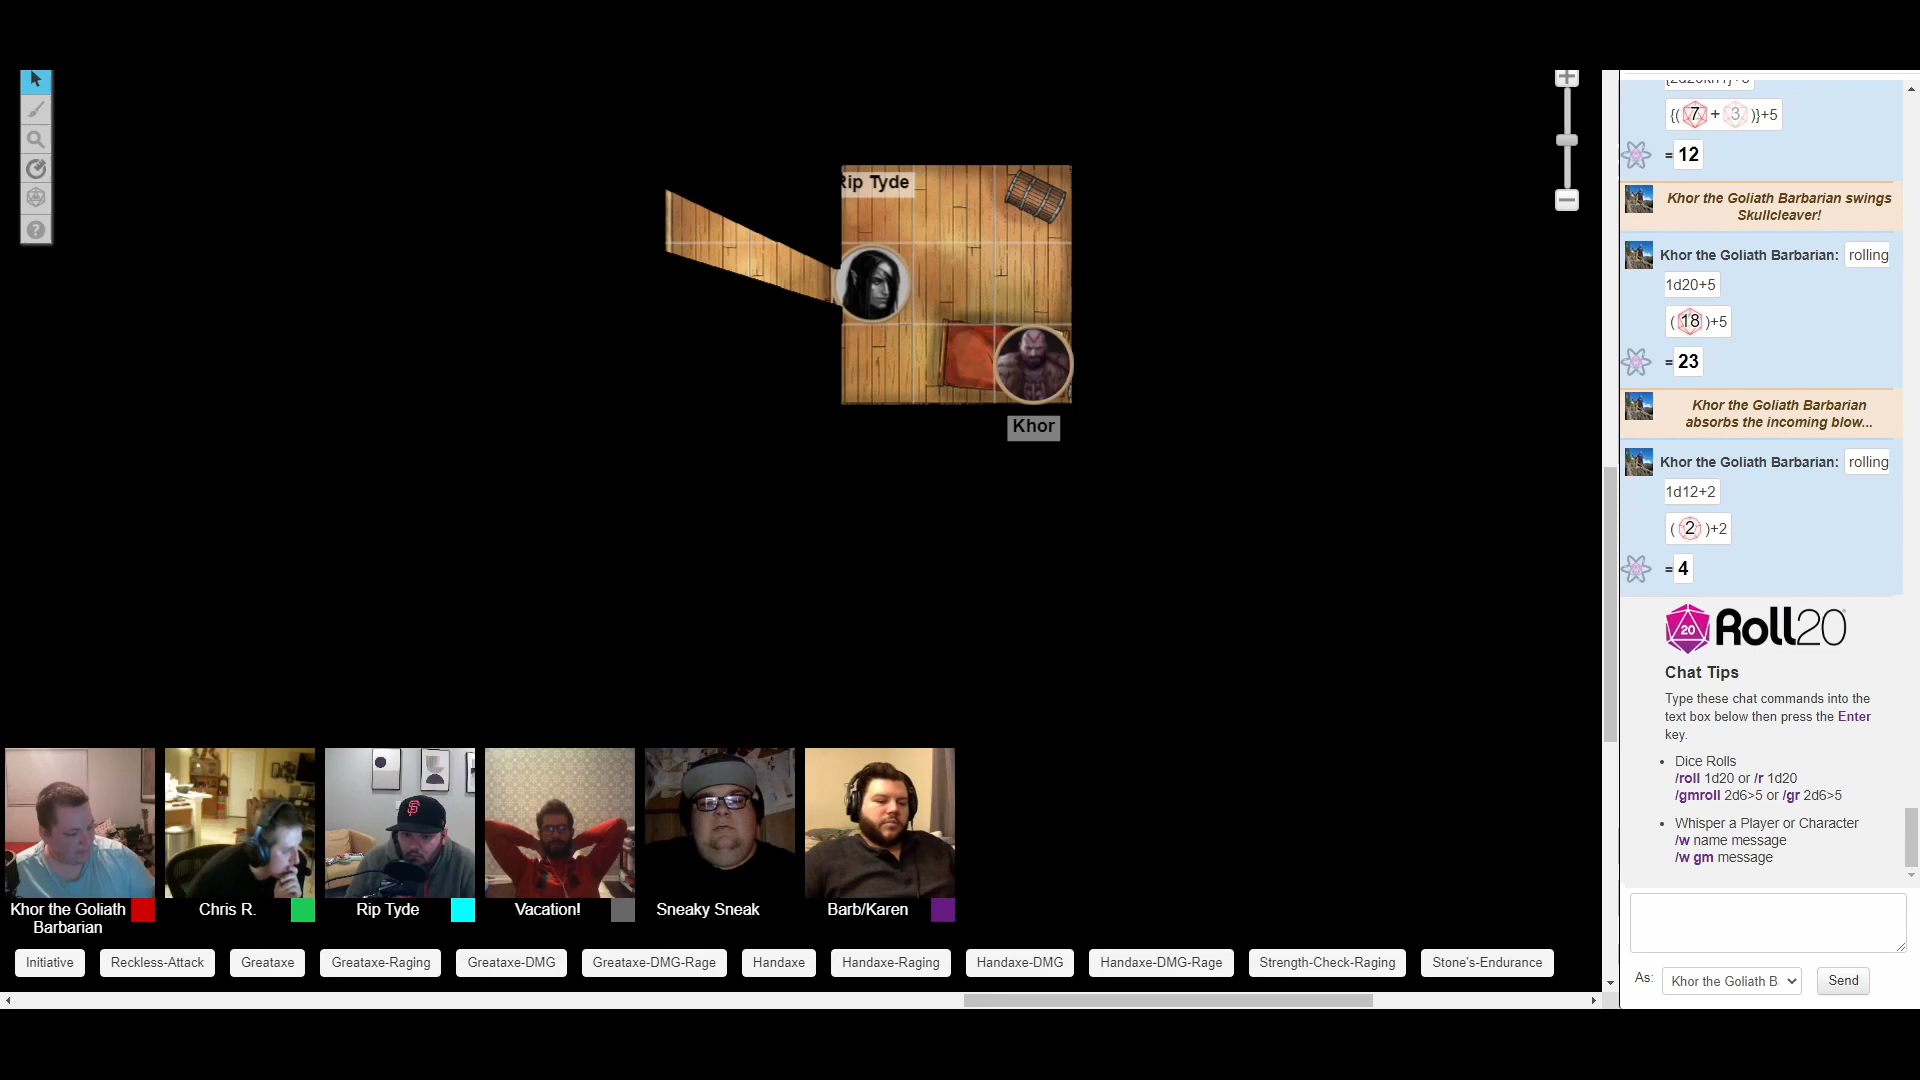 Rip Tyde
Khor
{( 7 + 3 )}+5
= 12
Khor the Goliath Barbarian swings
Skullcleaver!
Khor the Goliath Barbarian: rolling
1d20+5
( 18 )+5
= 23
Khor the Goliath Barbarian
absorbs the incoming blow...
Khor the Goliath Barbarian: rolling
1d12+2
( 2 )+2
= 4
20 Roll20
Chat Tips
Type these chat commands into the
text box below then press the Enter
key.
• Dice Rolls
/roll 1d20 or /r 1d20
/gmroll 2d6>5 or /gr 2d6>5
• Whisper a Player or Character
/w name message
/w gm message
As: Khor the Goliath B Send
SF
Khor the Goliath
Barbarian
Chris R.
Rip Tyde
Vacation!
Sneaky Sneak
Barb/Karen
Initiative Reckless-Attack Greataxe Greataxe-Raging Greataxe-DMG Greataxe-DMG-Rage Handaxe Handaxe-Raging Handaxe-DMG Handaxe-DMG-Rage Strength-Check-Raging Stone's-Endurance